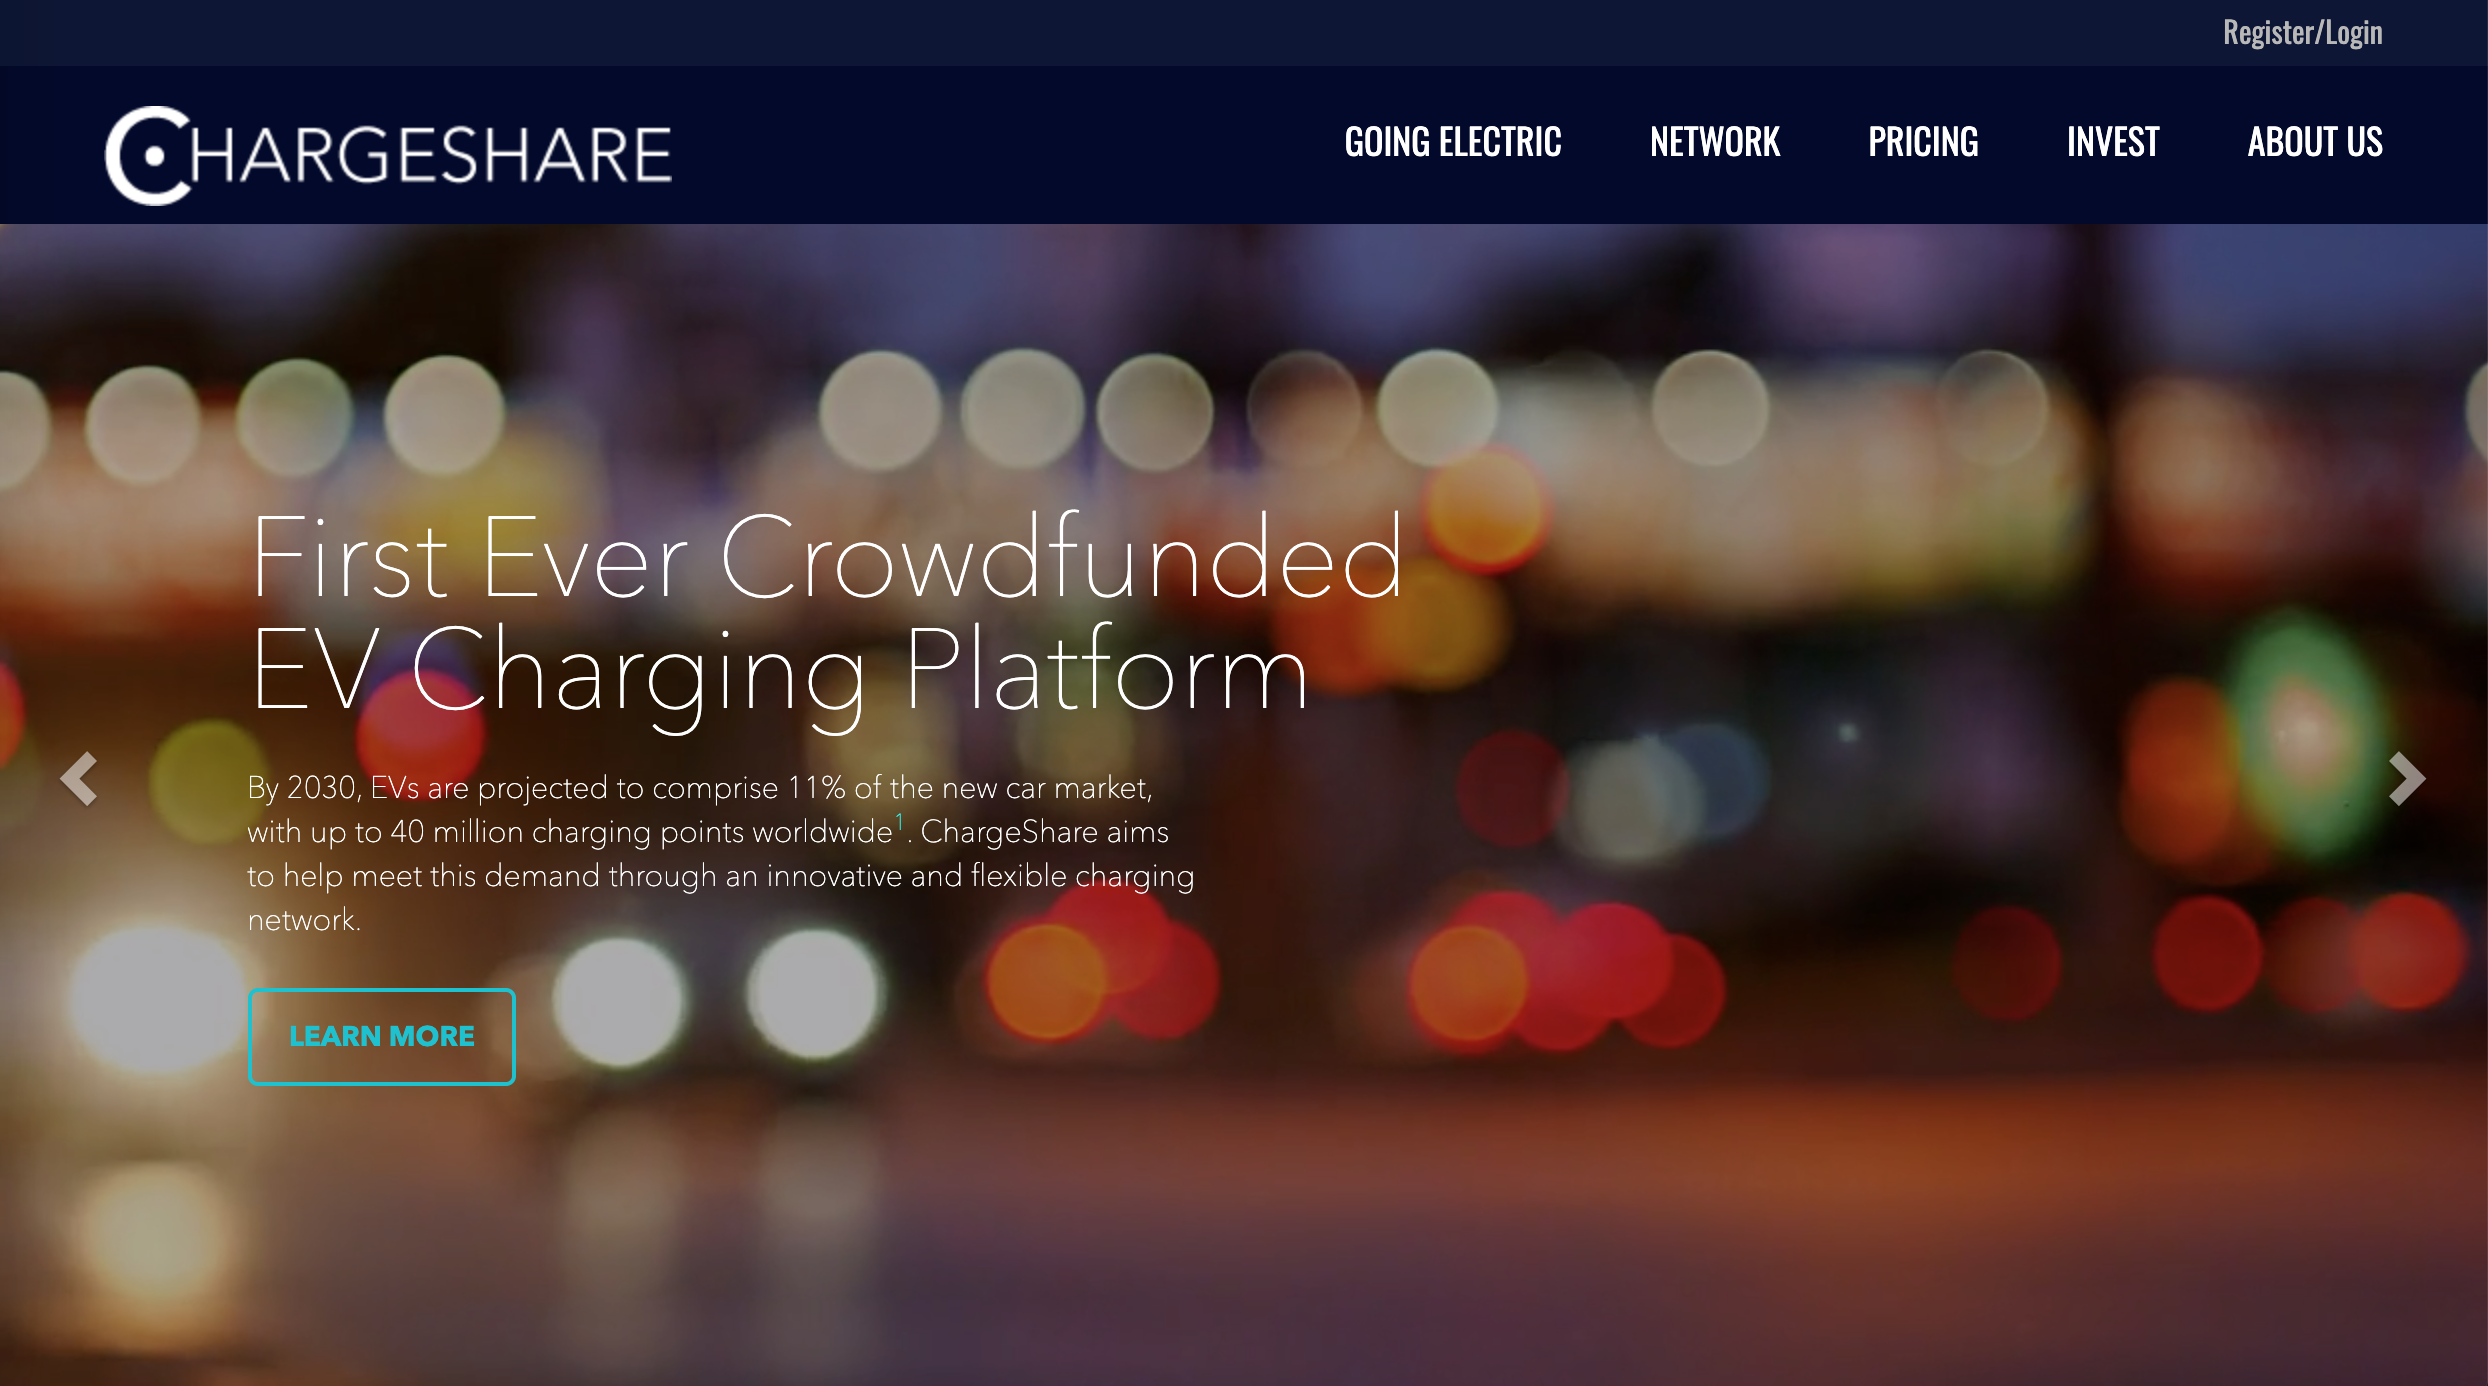 Register/Login
CHARGESHARE
GOING ELECTRIC
NETWORK
PRICING
INVEST
ABOUT US
First Ever Crowdfunded
EV Charging Platform
By 2030, EVs are projected to comprise 11% of the new car market,
with up to 40 million charging points worldwide1. ChargeShare aims
to help meet this demand through an innovative and flexible charging
network.
LEARN MORE